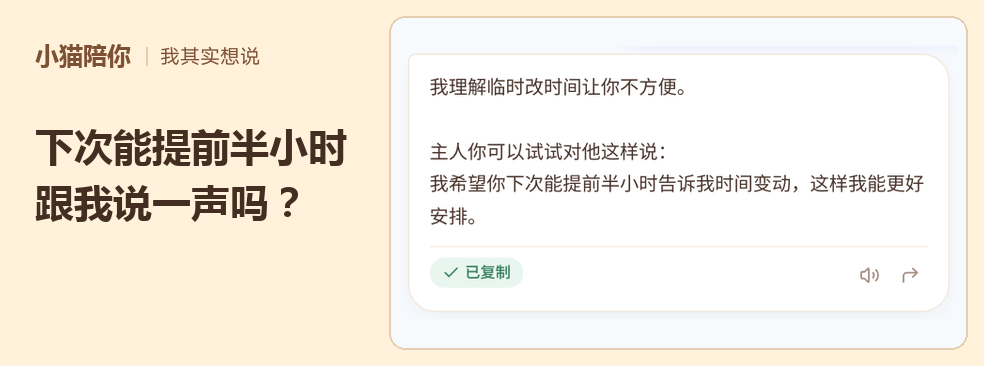 小猫陪你 | 我其实想说
下次能提前半小时
跟我说一声吗？
我理解临时改时间让你不方便。
主人你可以试试对他这样说：
我希望你下次能提前半小时告诉我时间变动，这样我能更好
安排。
已复制